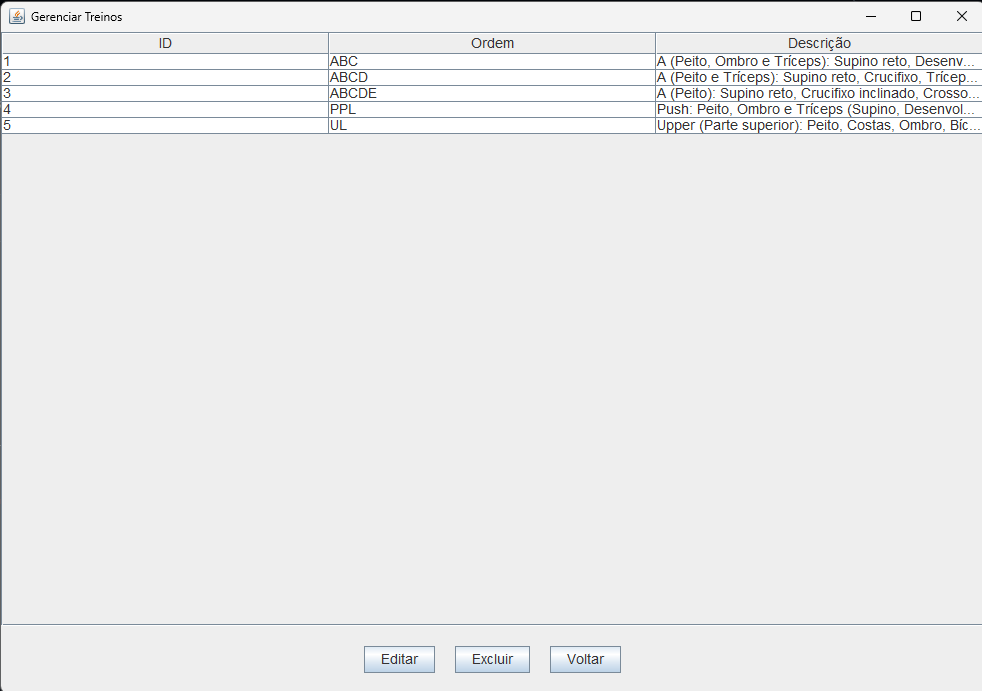 Gerenciar Treinos
ID Ordem Descrição
1 ABC A (Peito, Ombro e Tríceps): Supino reto, Desenv...
2 ABCD A (Peito e Tríceps): Supino reto, Crucifixo, Trícep...
3 ABCDE A (Peito): Supino reto, Crucifixo inclinado, Crosso...
4 PPL Push: Peito, Ombro e Tríceps (Supino, Desenvol...
5 UL Upper (Parte superior): Peito, Costas, Ombro, Bíc...
Editar Excluir Voltar